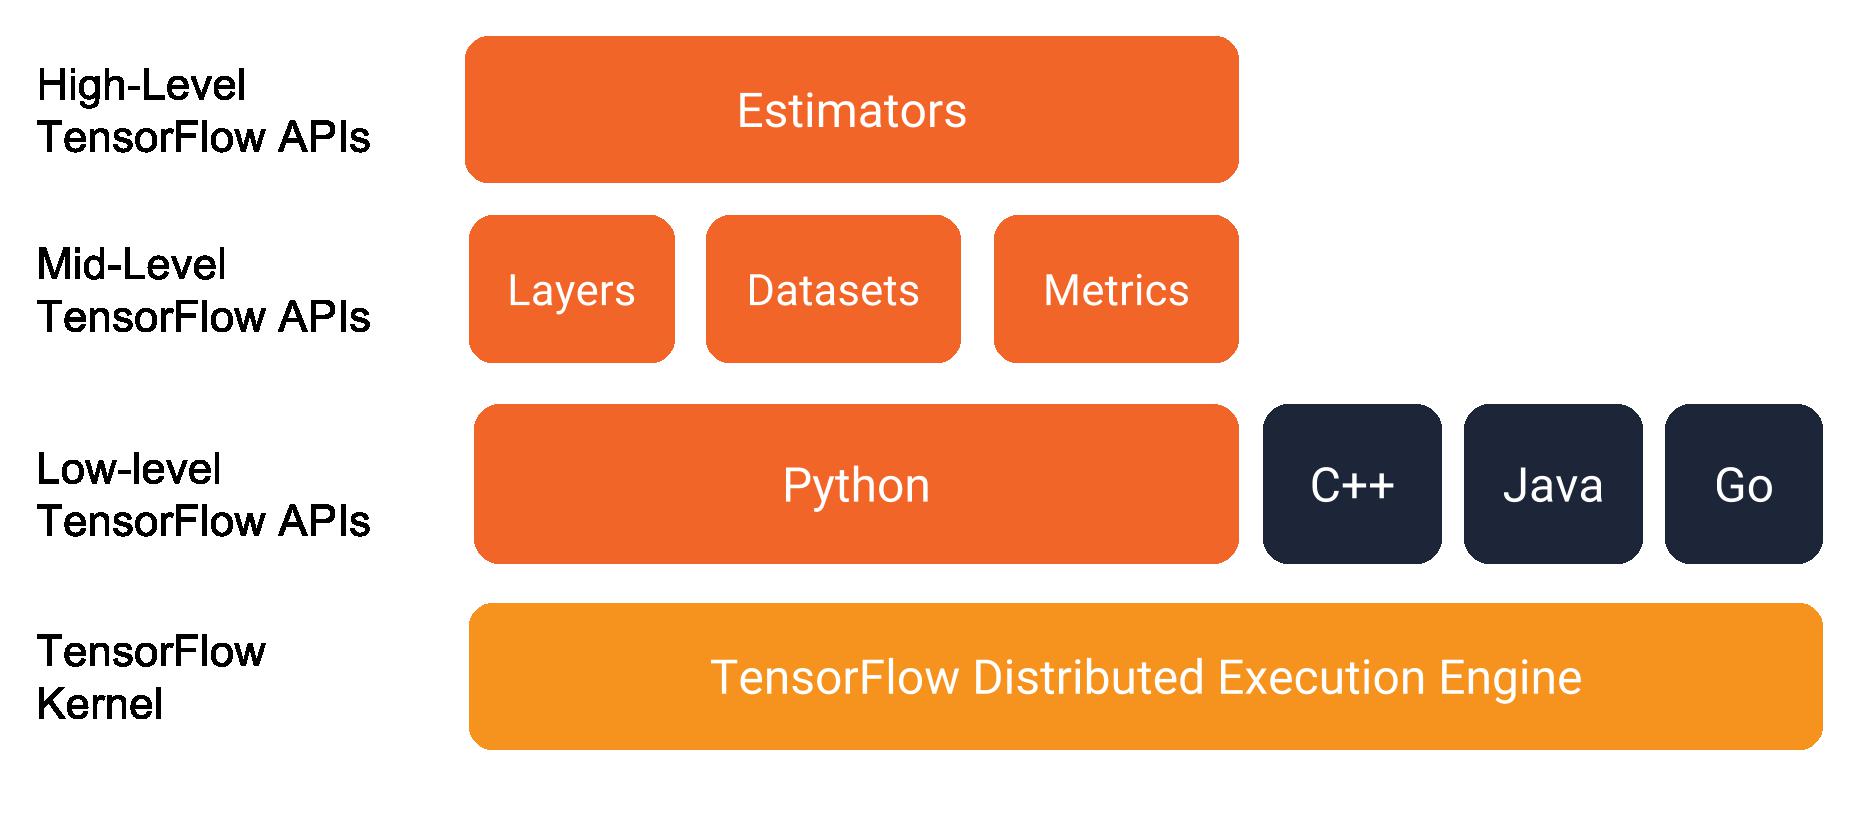 High-Level
TensorFlow APIs
Estimators
Mid-Level
TensorFlow APIs
Layers
Datasets
Metrics
Low-level
TensorFlow APIs
Python
C++
Java
Go
TensorFlow
Kernel
TensorFlow Distributed Execution Engine